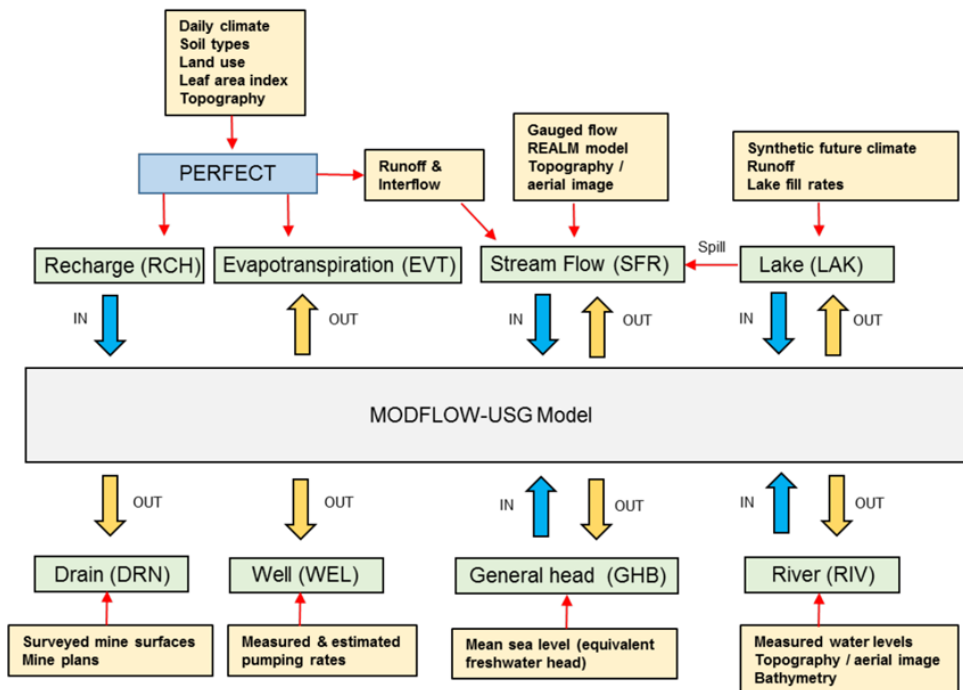 Daily climate
Soil types
Land use
Leaf area index
Topography
PERFECT
Runoff &
Interflow
Gauged flow
REALM model
Topography /
aerial image
Synthetic future climate
Runoff
Lake fill rates
Recharge (RCH)
Evapotranspiration (EVT)
Stream Flow (SFR)
Spill
Lake (LAK)
IN
OUT
IN
OUT
IN
OUT
MODFLOW-USG Model
OUT
OUT
IN
OUT
IN
OUT
Drain (DRN)
Well (WEL)
General head (GHB)
River (RIV)
Surveyed mine surfaces
Mine plans
Measured & estimated
pumping rates
Mean sea level (equivalent
freshwater head)
Measured water levels
Topography / aerial image
Bathymetry